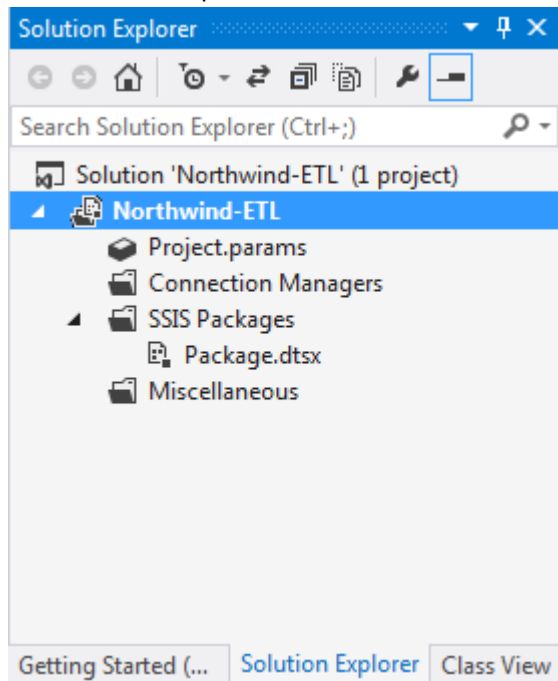 Solution Explorer
Search Solution Explorer (Ctrl+;)
Solution 'Northwind-ETL' (1 project)
Northwind-ETL
Project.params
Connection Managers
SSIS Packages
Package.dtsx
Miscellaneous
Getting Started (... Solution Explorer Class View